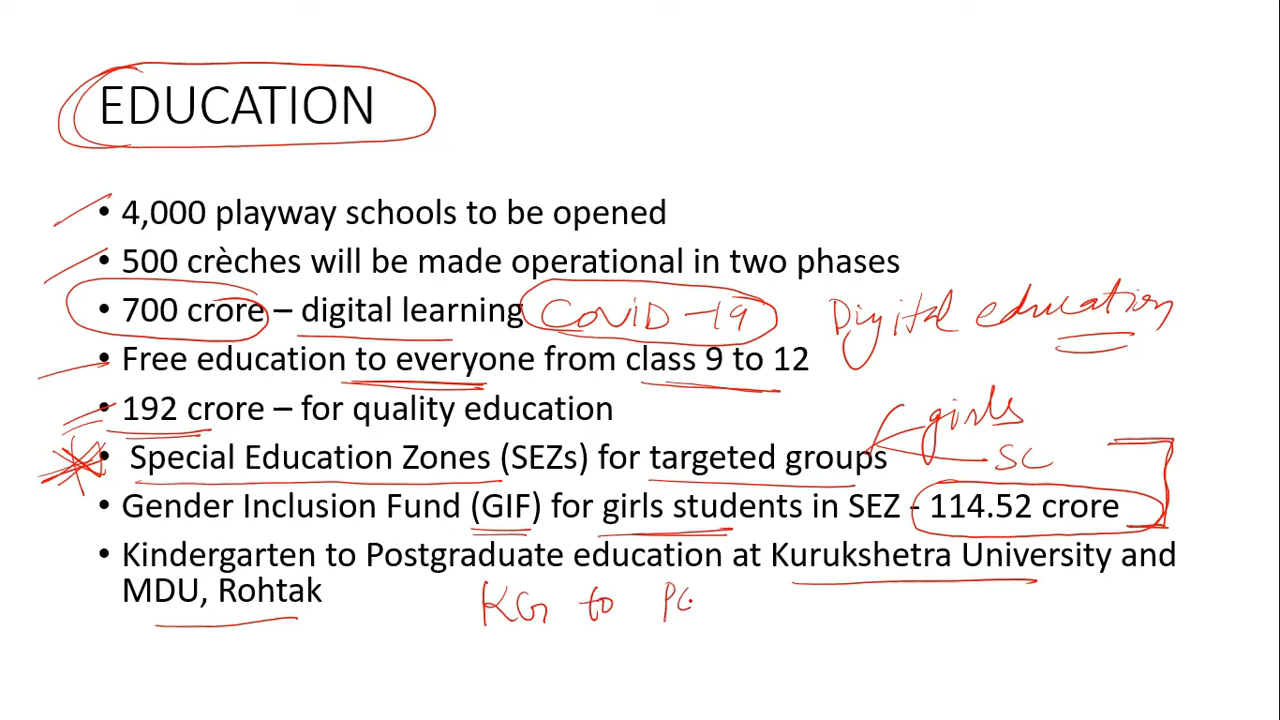 EDUCATION
• 4,000 playway schools to be opened
• 500 crèches will be made operational in two phases
• 700 crore – digital learning COVID-19 Digital education
• Free education to everyone from class 9 to 12
• 192 crore – for quality education girls
• Special Education Zones (SEZs) for targeted groups SC
• Gender Inclusion Fund (GIF) for girls students in SEZ - 114.52 crore
• Kindergarten to Postgraduate education at Kurukshetra University and
MDU, Rohtak KG to PG